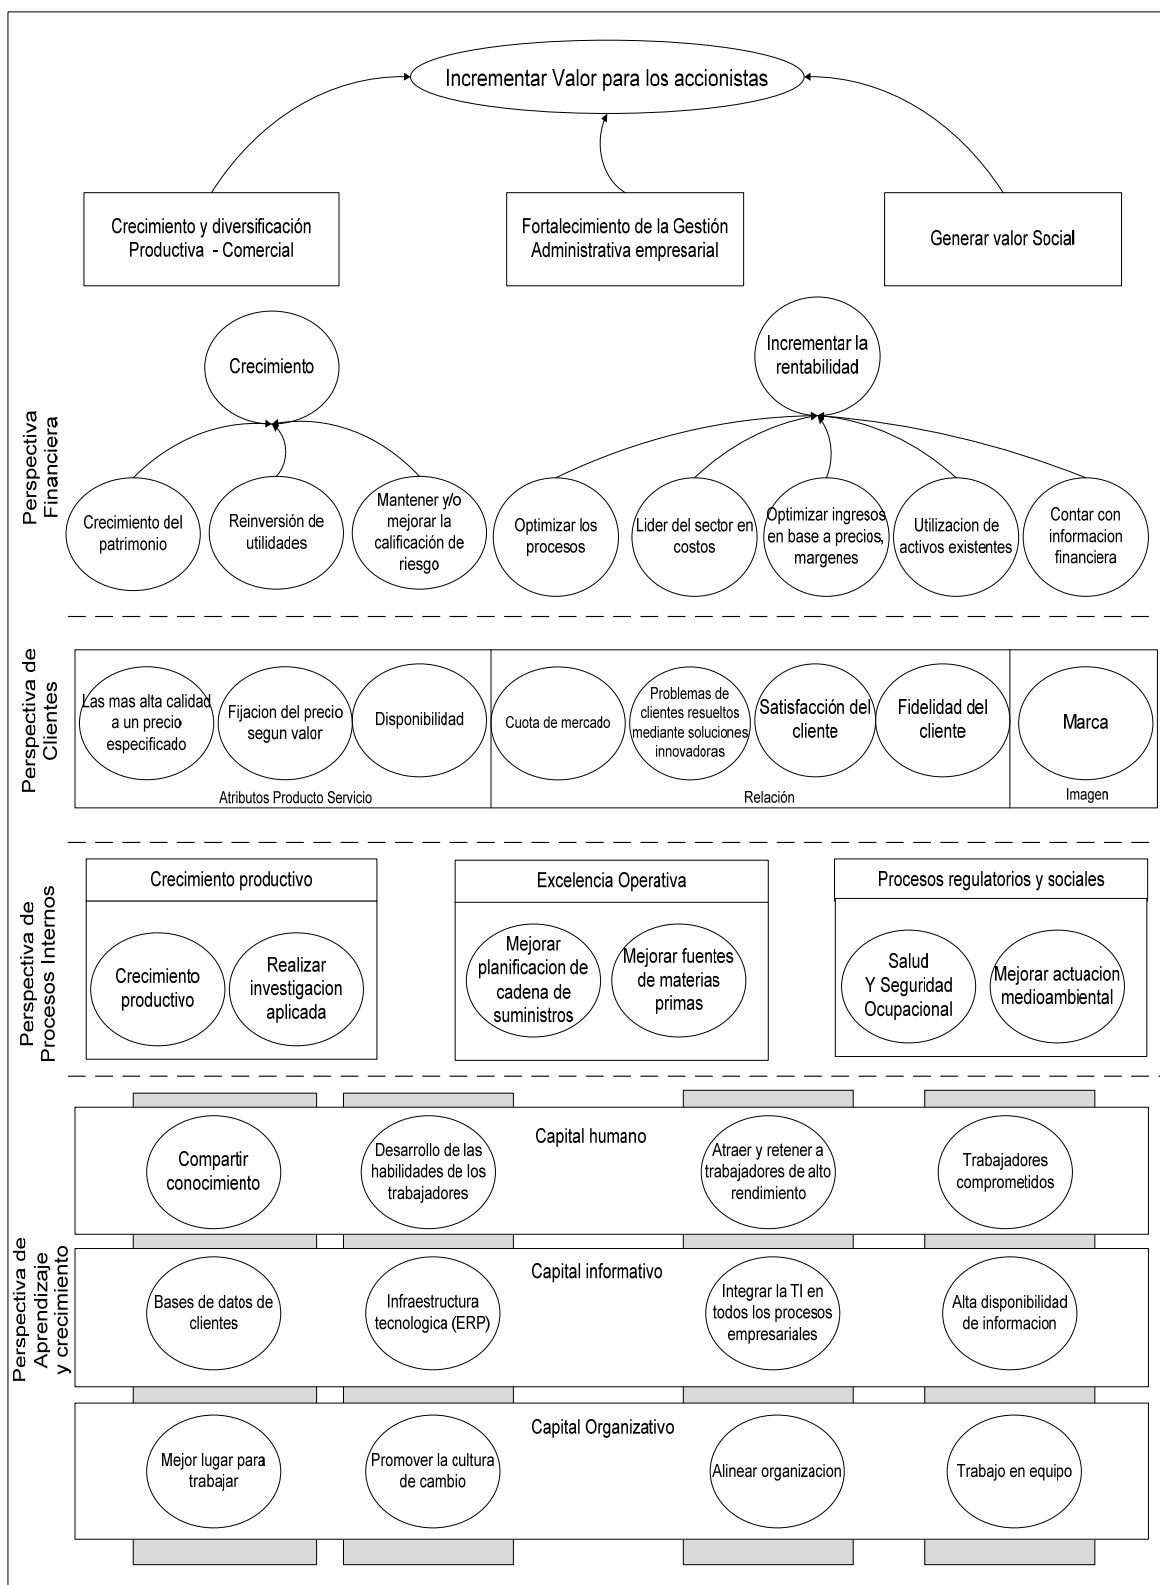 Incrementar Valor para los accionistas
Crecimiento y diversificación
Productiva - Comercial
Fortalecimiento de la Gestión
Administrativa empresarial
Generar valor Social
Perspectiva
Financiera
Crecimiento
Incrementar la
rentabilidad
Crecimiento del
patrimonio
Reinversión de
utilidades
Mantener y/o
mejorar la
calificación de
riesgo
Optimizar los
procesos
Lider del sector en
costos
Optimizar ingresos
en base a precios,
margenes
Utilizacion de
activos existentes
Contar con
informacion
financiera
Perspectiva de
Clientes
Las mas alta calidad
a un precio
especificado
Fijacion del precio
segun valor
Disponibilidad
Atributos Producto Servicio
Cuota de mercado
Problemas de
clientes resueltos
mediante soluciones
innovadoras
Satisfacción del
cliente
Fidelidad del
cliente
Relación
Marca
Imagen
Perspectiva de
Procesos Internos
Crecimiento productivo
Crecimiento
productivo
Realizar
investigacion
aplicada
Excelencia Operativa
Mejorar
planificacion de
cadena de
suministros
Mejorar fuentes
de materias
primas
Procesos regulatorios y sociales
Salud
Y Seguridad
Ocupacional
Mejorar actuacion
medioambiental
Perspectiva de
Aprendizaje
y crecimiento
Capital humano
Compartir
conocimiento
Desarrollo de las
habilidades de los
trabajadores
Atraer y retener a
trabajadores de alto
rendimiento
Trabajadores
comprometidos
Capital informativo
Bases de datos de
clientes
Infraestructura
tecnologica (ERP)
Integrar la TI en
todos los procesos
empresariales
Alta disponibilidad
de informacion
Capital Organizativo
Mejor lugar para
trabajar
Promover la cultura
de cambio
Alinear organizacion
Trabajo en equipo